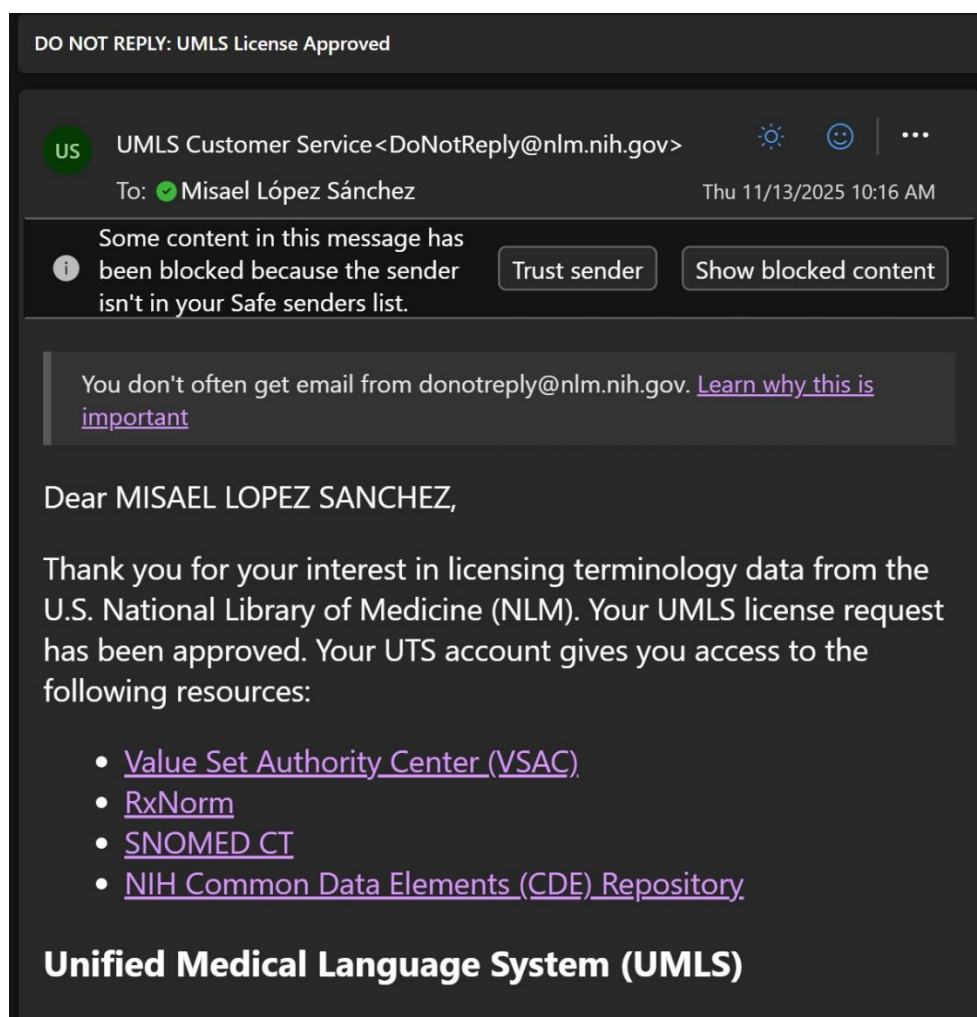 DO NOT REPLY: UMLS License Approved
US
UMLS Customer Service<DoNotReply@nlm.nih.gov>
To: Misael López Sánchez
Thu 11/13/2025 10:16 AM
Some content in this message has
been blocked because the sender
isn't in your Safe senders list.
Trust sender
Show blocked content
You don't often get email from donotreply@nlm.nih.gov. Learn why this is
important
Dear MISAEL LOPEZ SANCHEZ,
Thank you for your interest in licensing terminology data from the
U.S. National Library of Medicine (NLM). Your UMLS license request
has been approved. Your UTS account gives you access to the
following resources:
• Value Set Authority Center (VSAC)
• RxNorm
• SNOMED CT
• NIH Common Data Elements (CDE) Repository
Unified Medical Language System (UMLS)